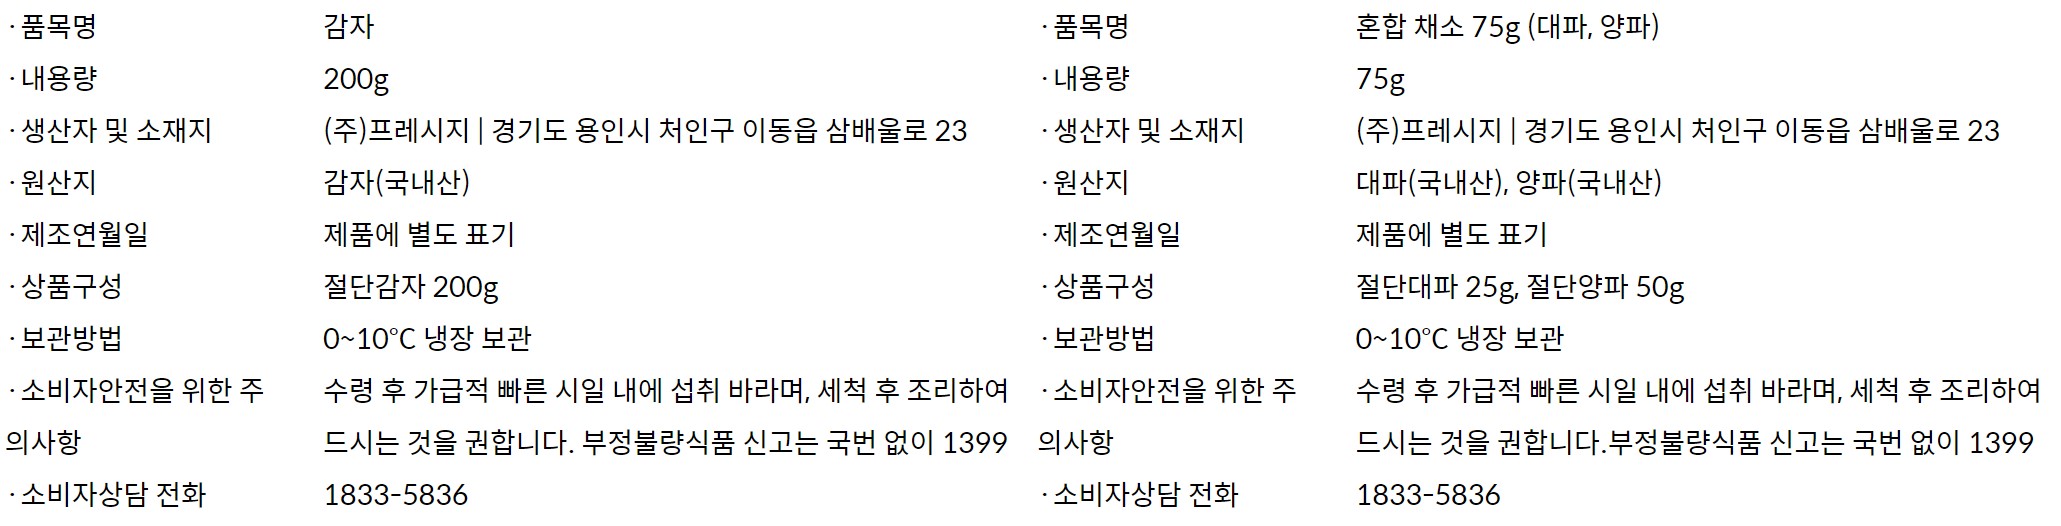 · 품목명 감자
· 내용량 200g
· 생산자 및 소재지 (주)프레시지 | 경기도 용인시 처인구 이동읍 삼배울로 23
· 원산지 감자(국내산)
· 제조연월일 제품에 별도 표기
· 상품구성 절단감자 200g
· 보관방법 0~10°C 냉장 보관
· 소비자안전을 위한 주 수령 후 가급적 빠른 시일 내에 섭취 바라며, 세척 후 조리하여
의사항 드시는 것을 권합니다. 부정불량식품 신고는 국번 없이 1399
· 소비자상담 전화 1833-5836
· 품목명 혼합 채소 75g (대파, 양파)
· 내용량 75g
· 생산자 및 소재지 (주)프레시지 | 경기도 용인시 처인구 이동읍 삼배울로 23
· 원산지 대파(국내산), 양파(국내산)
· 제조연월일 제품에 별도 표기
· 상품구성 절단대파 25g, 절단양파 50g
· 보관방법 0~10°C 냉장 보관
· 소비자안전을 위한 주 수령 후 가급적 빠른 시일 내에 섭취 바라며, 세척 후 조리하여
의사항 드시는 것을 권합니다.부정불량식품 신고는 국번 없이 1399
· 소비자상담 전화 1833-5836